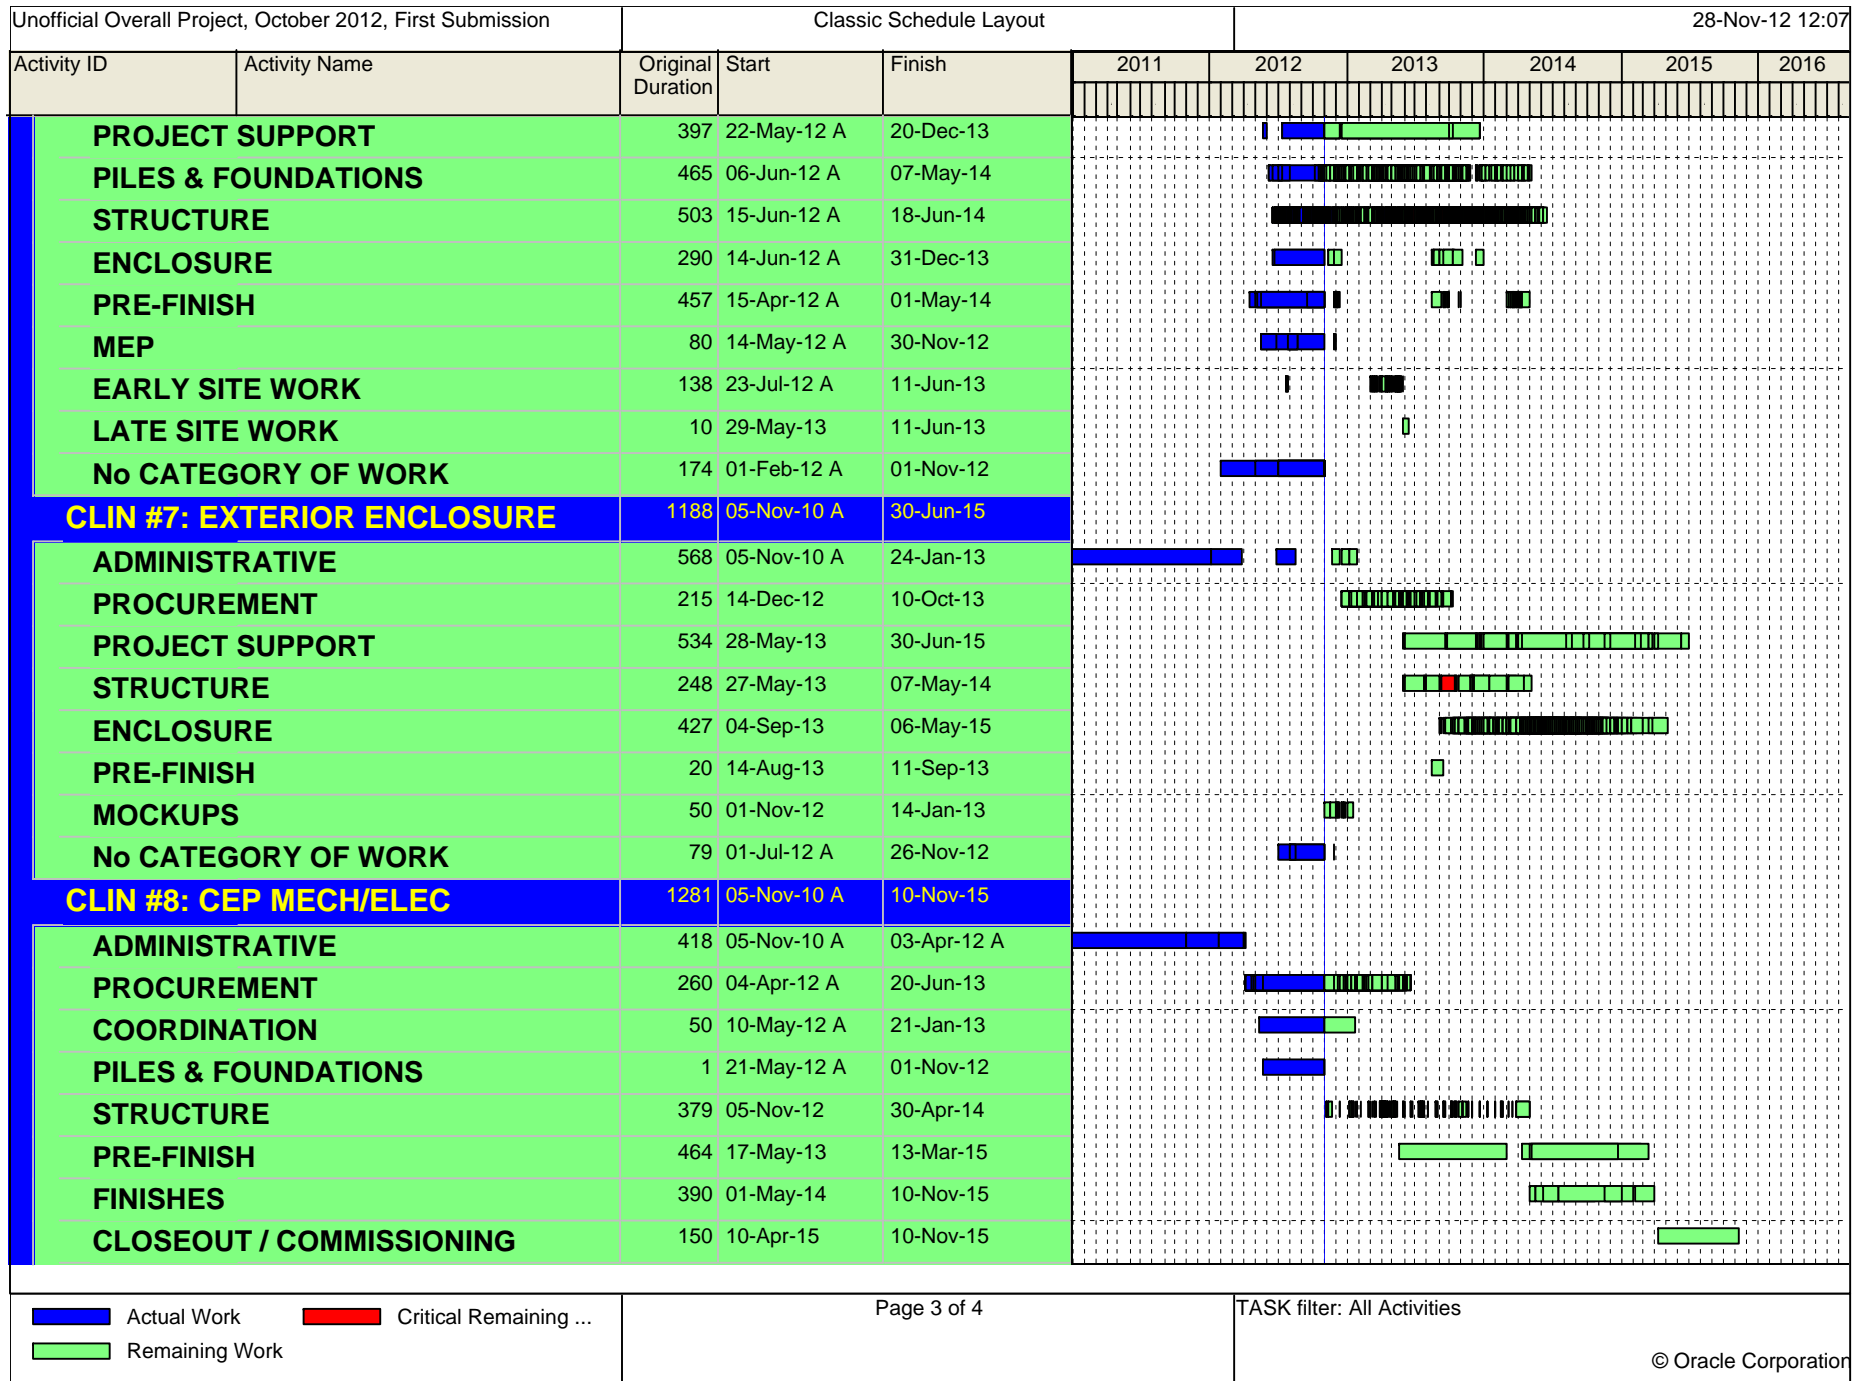 Unofficial Overall Project, October 2012, First Submission Classic Schedule Layout 28-Nov-12 12:07
Activity ID Activity Name Original Start Finish 2011 2012 2013 2014 2015 2016
Duration
PROJECT SUPPORT 397 22-May-12 A 20-Dec-13
PILES & FOUNDATIONS 465 06-Jun-12 A 07-May-14
STRUCTURE 503 15-Jun-12 A 18-Jun-14
ENCLOSURE 290 14-Jun-12 A 31-Dec-13
PRE-FINISH 457 15-Apr-12 A 01-May-14
MEP 80 14-May-12 A 30-Nov-12
EARLY SITE WORK 138 23-Jul-12 A 11-Jun-13
LATE SITE WORK 10 29-May-13 11-Jun-13
No CATEGORY OF WORK 174 01-Feb-12 A 01-Nov-12
CLIN #7: EXTERIOR ENCLOSURE 1188 05-Nov-10 A 30-Jun-15
ADMINISTRATIVE 568 05-Nov-10 A 24-Jan-13
PROCUREMENT 215 14-Dec-12 10-Oct-13
PROJECT SUPPORT 534 28-May-13 30-Jun-15
STRUCTURE 248 27-May-13 07-May-14
ENCLOSURE 427 04-Sep-13 06-May-15
PRE-FINISH 20 14-Aug-13 11-Sep-13
MOCKUPS 50 01-Nov-12 14-Jan-13
No CATEGORY OF WORK 79 01-Jul-12 A 26-Nov-12
CLIN #8: CEP MECH/ELEC 1281 05-Nov-10 A 10-Nov-15
ADMINISTRATIVE 418 05-Nov-10 A 03-Apr-12 A
PROCUREMENT 260 04-Apr-12 A 20-Jun-13
COORDINATION 50 10-May-12 A 21-Jan-13
PILES & FOUNDATIONS 1 21-May-12 A 01-Nov-12
STRUCTURE 379 05-Nov-12 30-Apr-14
PRE-FINISH 464 17-May-13 13-Mar-15
FINISHES 390 01-May-14 10-Nov-15
CLOSEOUT / COMMISSIONING 150 10-Apr-15 10-Nov-15
Actual Work Critical Remaining ... Page 3 of 4 TASK filter: All Activities
Remaining Work
© Oracle Corporation